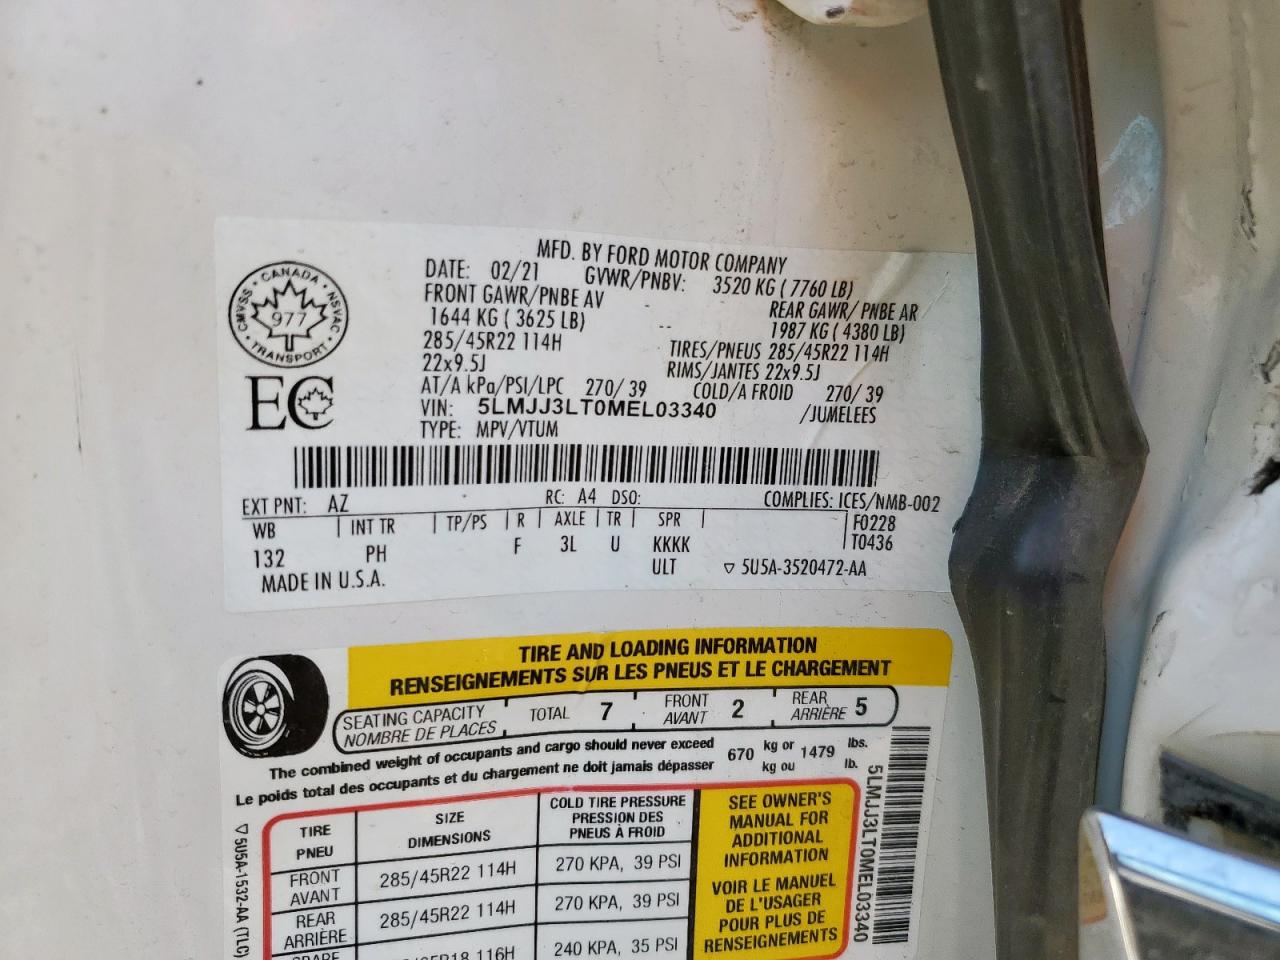 MFD. BY FORD MOTOR COMPANY
DATE: 02/21 GVWR/PNBV: 3520 KG ( 7760 LB)
FRONT GAWR/PNBE AV REAR GAWR/ PNBE AR
1644 KG ( 3625 LB) 1987 KG ( 4380 LB)
285/45R22 114H TIRES/PNEUS 285/45R22 114H
22x9.5J RIMS/JANTES 22x9.5J
AT/A kPa/PSI/LPC 270/ 39 COLD/A FROID 270/ 39
VIN: 5LMJJ3LT0MEL03340 /JUMELEES
TYPE: MPV/VTUM
CANADA
CMVSS NSVAC
977
TRANSPORT
EC
EXT PNT: AZ RC: A4 DSO: COMPLIES: ICES/NMB-002
WB INT TR TP/PS R AXLE TR SPR F0228
132 PH F 3L U KKKK T0436
ULT 5U5A-3520472-AA
MADE IN U.S.A.
TIRE AND LOADING INFORMATION
RENSEIGNEMENTS SUR LES PNEUS ET LE CHARGEMENT
SEATING CAPACITY TOTAL 7 FRONT 2 REAR 5
NOMBRE DE PLACES AVANT ARRIÈRE
The combined weight of occupants and cargo should never exceed 670 kg or 1479 lbs.
Le poids total des occupants et du chargement ne doit jamais dépasser kg ou lb.
TIRE SIZE COLD TIRE PRESSURE
PNEU DIMENSIONS PRESSION DES
PNEUS À FROID
FRONT 285/45R22 114H 270 KPA, 39 PSI
AVANT
REAR 285/45R22 114H 270 KPA, 39 PSI
ARRIÈRE
116H 240 KPA, 35 PSI
SEE OWNER'S
MANUAL FOR
ADDITIONAL
INFORMATION
VOIR LE MANUEL
DE L'USAGER
POUR PLUS DE
RENSEIGNEMENTS
5U5A-1532-AA (TLC)
5LMJJ3LT0MEL03340